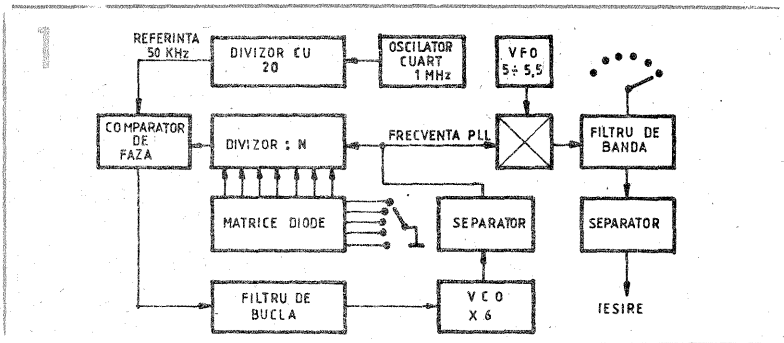 1
REFERINTA
50 KHz
DIVIZOR CU
20
OSCILATOR
CUART
1 MHz
VFO
5÷5,5
COMPARATOR
DE
FAZA
DIVIZOR : N
FRECVENTA PLL
FILTRU DE
BANDA
MATRICE DIODE
SEPARATOR
SEPARATOR
FILTRU DE
BUCLA
VCO
X 6
IESIRE